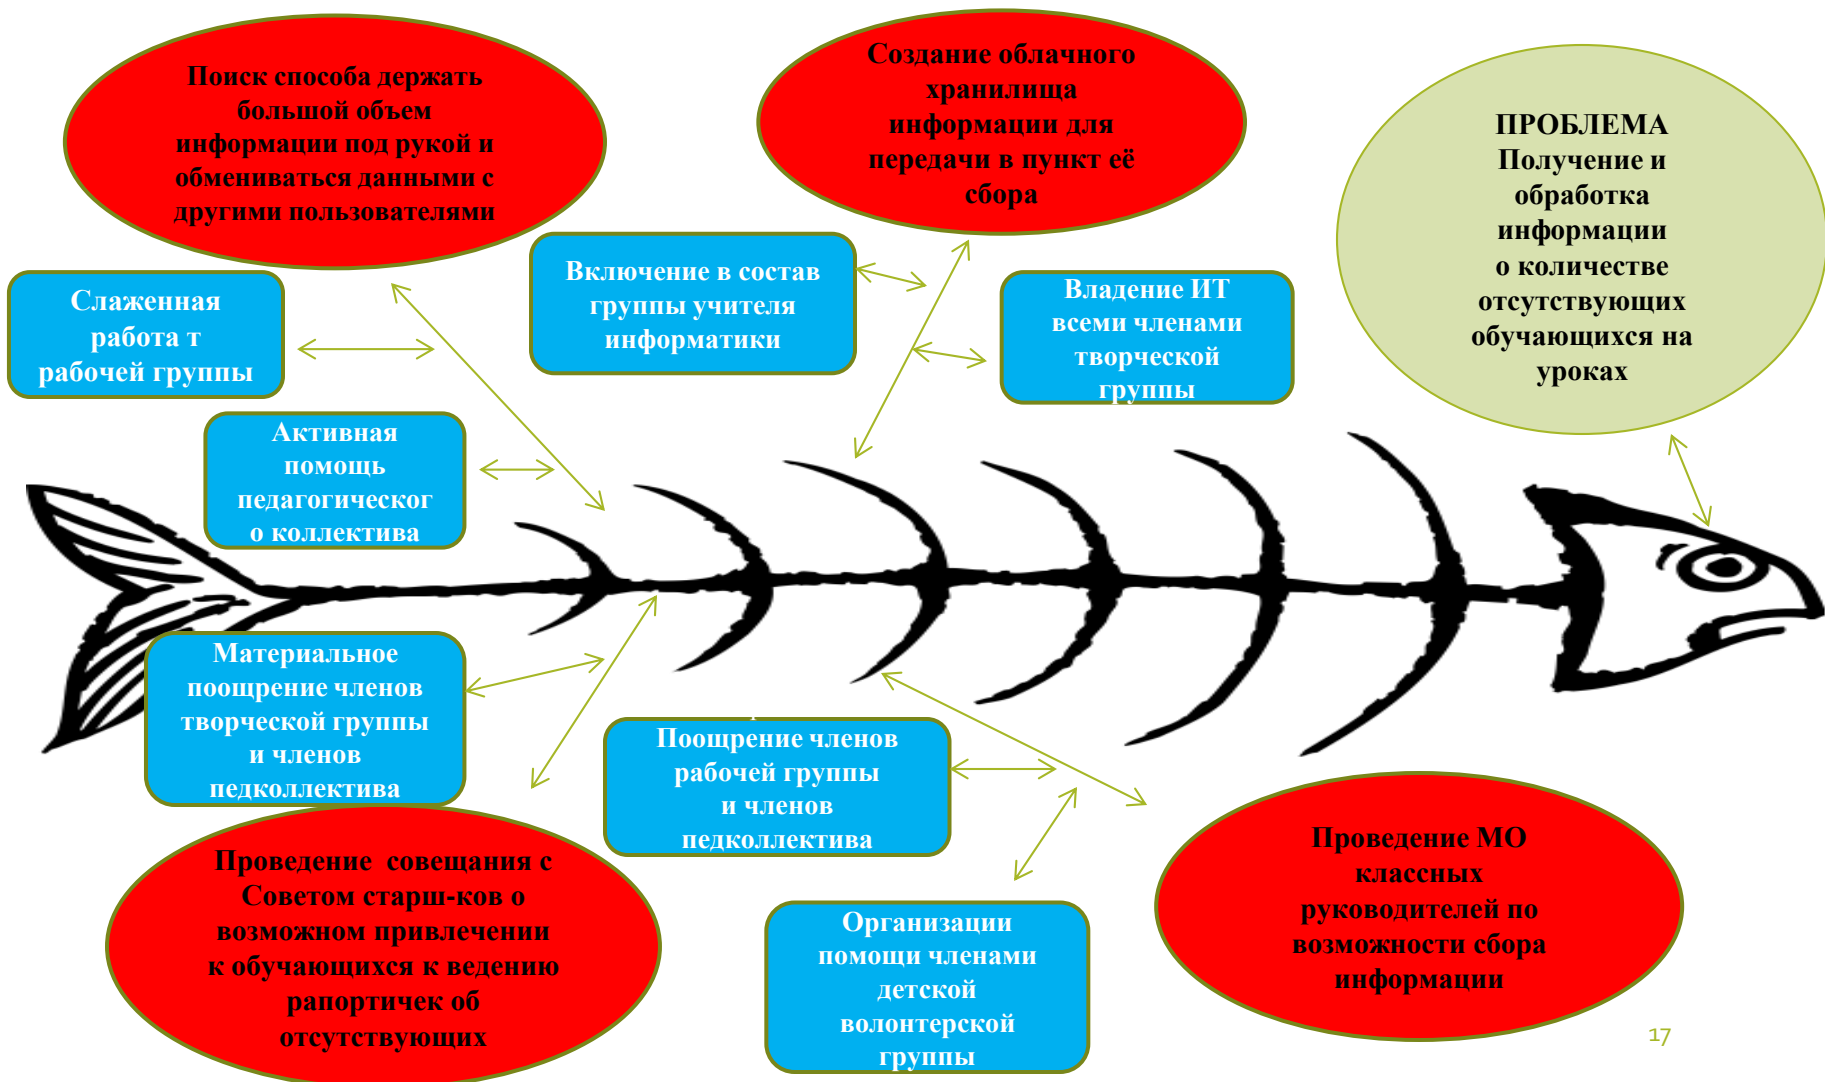 Поиск способа держать
большой объем
информации под рукой и
обмениваться данными с
другими пользователями
Создание облачного
хранилища
информации для
передачи в пункт её
сбора
ПРОБЛЕМА
Получение и
обработка
информации
о количестве
отсутствующих
обучающихся на
уроках
Слаженная
работа т
рабочей группы
Включение в состав
группы учителя
информатики
Владение ИТ
всеми членами
творческой
группы
Активная
помощь
педагогическог
о коллектива
Материальное
поощрение членов
творческой группы
и членов
педколлектива
Поощрение членов
рабочей группы
и членов
педколлектива
Проведение  совещания с
Советом старш-ков о
возможном привлечении
к обучающихся к ведению
рапортичек об
отсутствующих
Организации
помощи членами
детской
волонтерской
группы
Проведение МО
классных
руководителей по
возможности сбора
информации
17